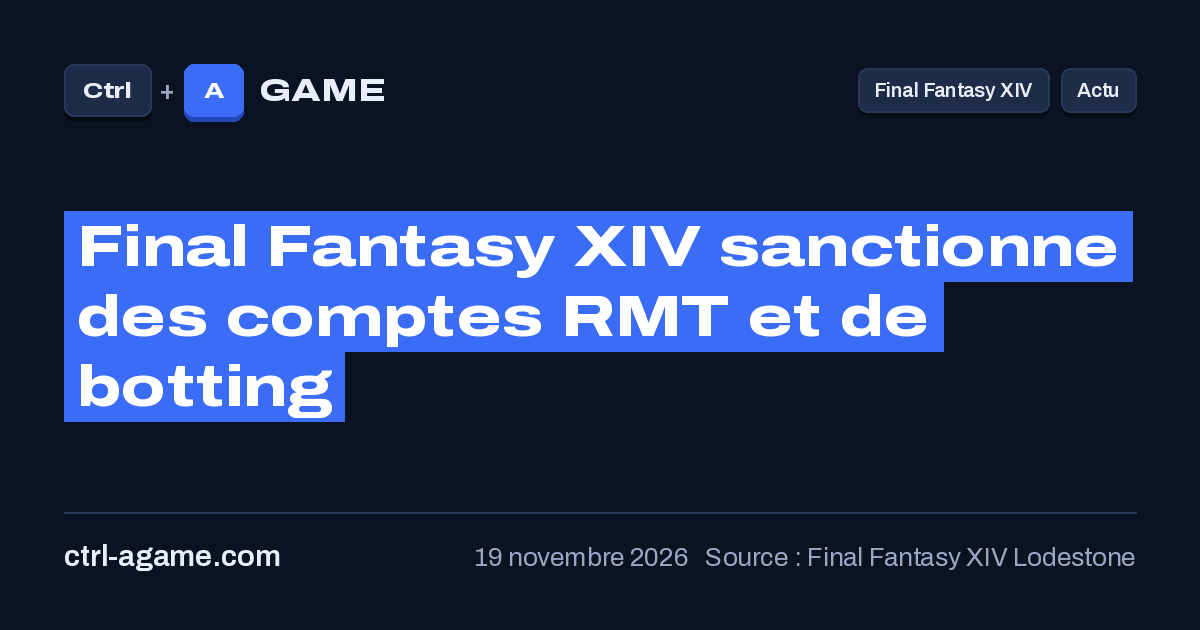 Ctrl + A GAME
Final Fantasy XIV
Actu
Final Fantasy XIV sanctionne
des comptes RMT et de
botting
ctrl-agame.com
19 novembre 2026 Source : Final Fantasy XIV Lodestone